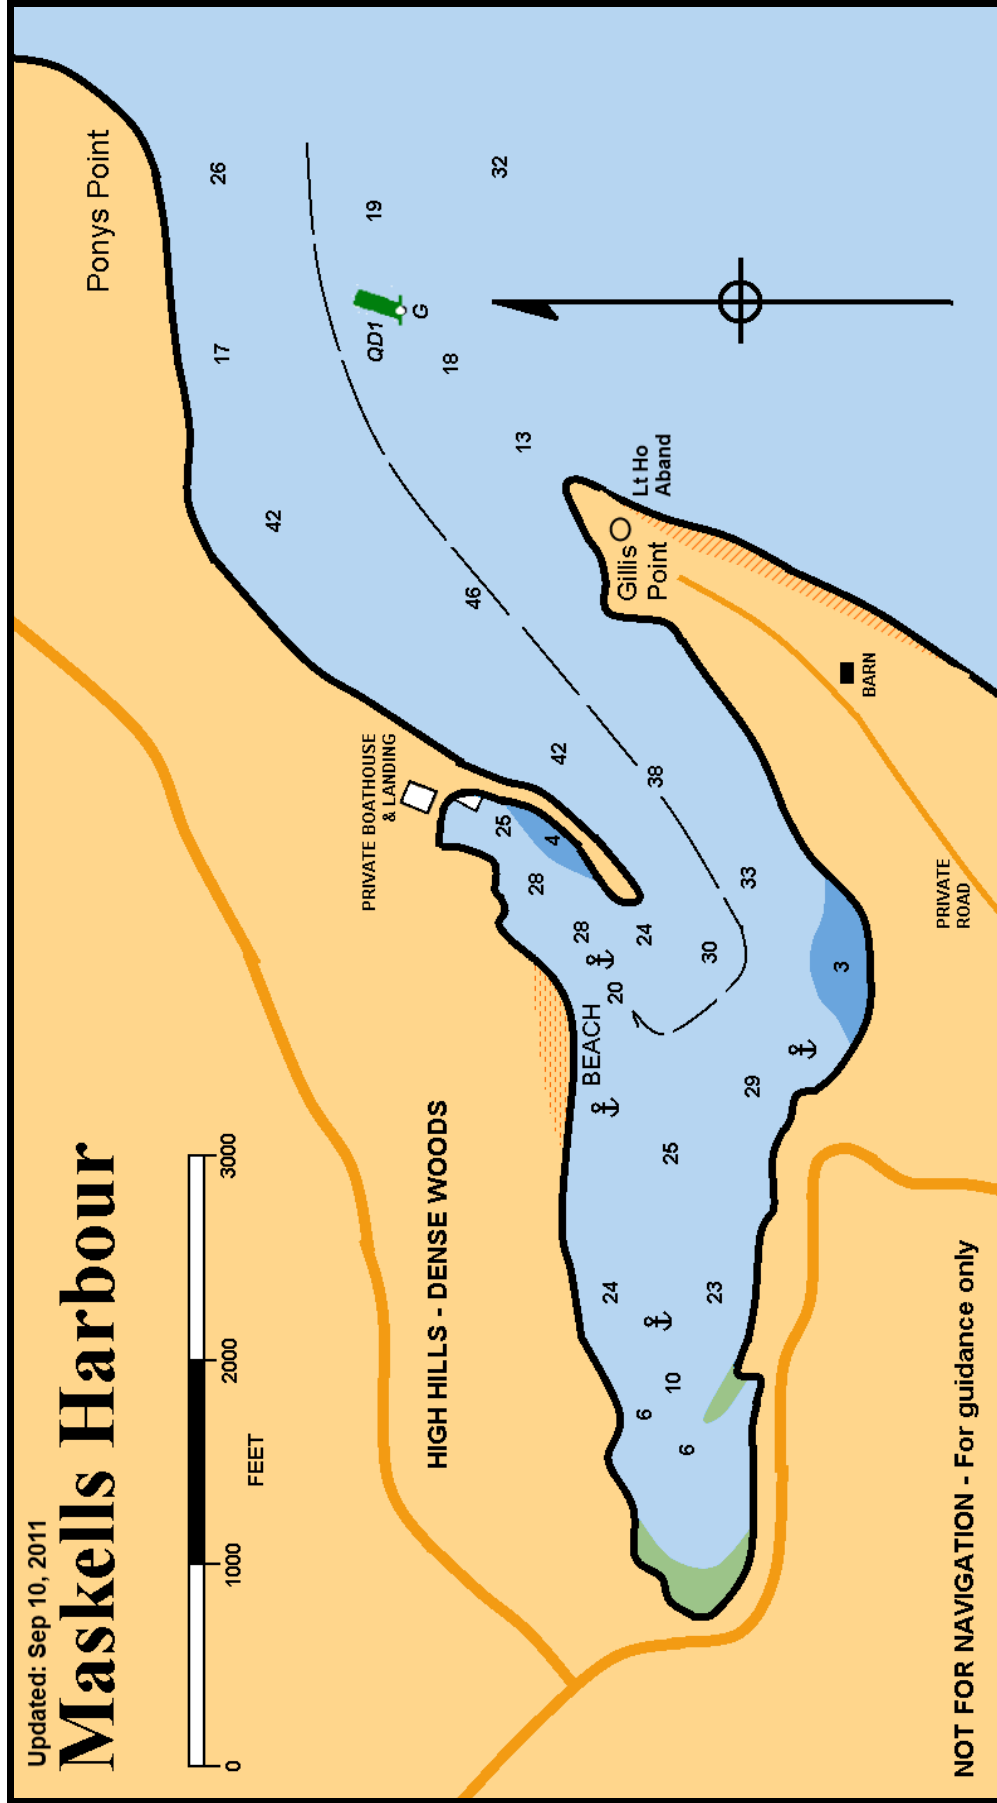 Updated: Sep 10, 2011
Maskells Harbour
0 1000 2000 3000
FEET
Ponys Point
26
17
42
19
32
QD1
G
18
13
46
Lt Ho
Aband
Gillis
Point
PRIVATE BOATHOUSE
& LANDING
42
38
BARN
25
4
28
33
PRIVATE
ROAD
28
24
30
3
20
BEACH
29
25
HIGH HILLS - DENSE WOODS
24
23
10
6
6
NOT FOR NAVIGATION - For guidance only